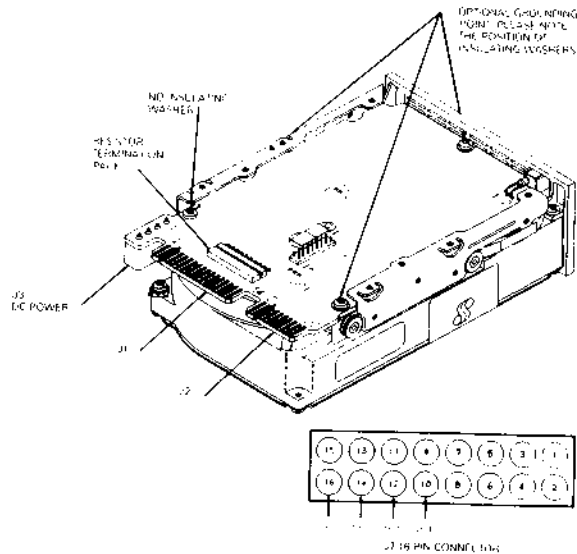 OPTIONAL GROUNDING
POINT. PLEASE NOTE
THE POSITION OF
INSULATING WASHERS
NO INSULATING
WASHER
RESISTOR
TERMINATION
PACK
J3
DC POWER
J1
J2
15 13 11 9 7 5 3 1
16 14 12 10 8 6 4 2
16 PIN CONNECTOR